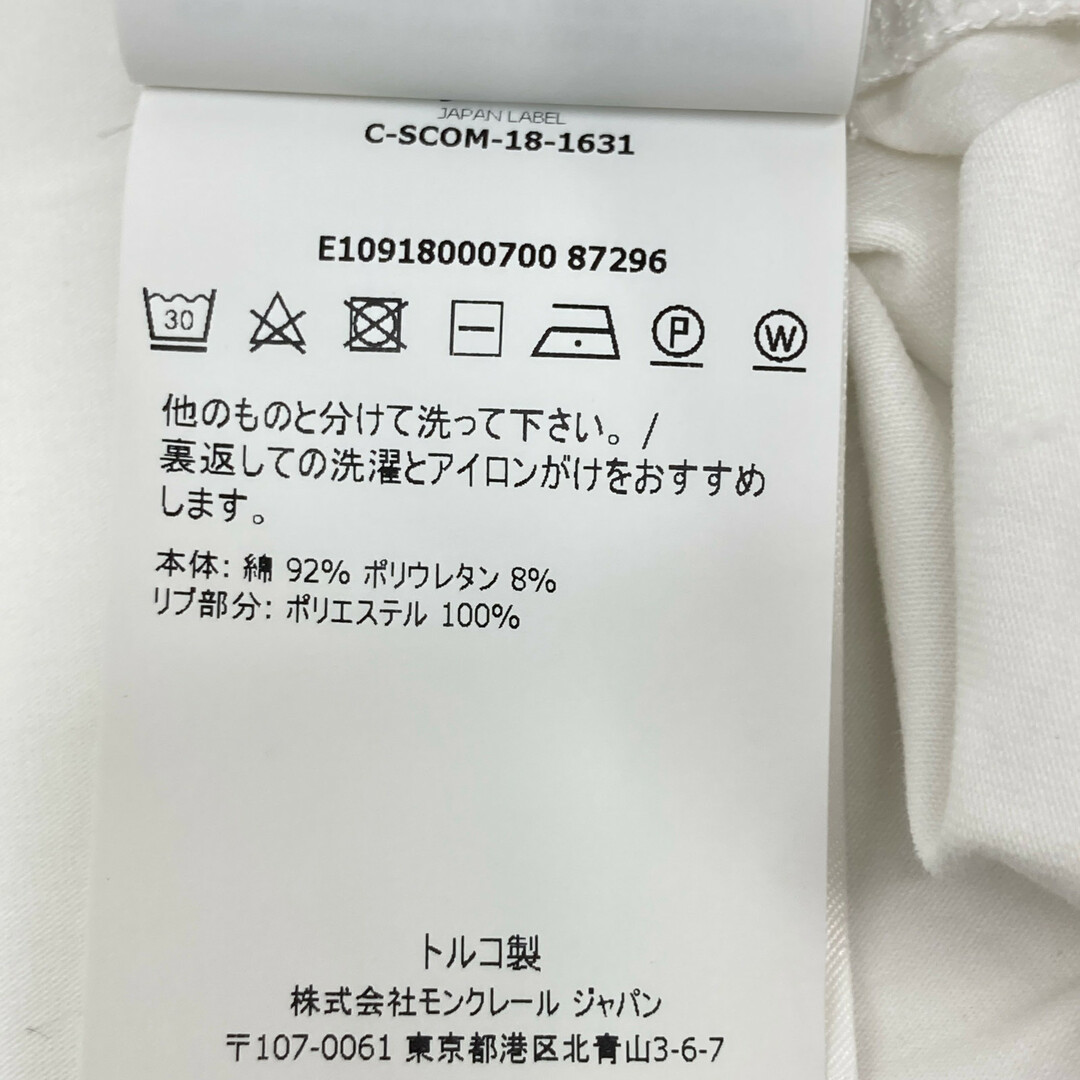 JAPAN LABEL
C-SCOM-18-1631
E10918000700 87296
30
P
W
他のものと分けて洗って下さい。/
裏返しての洗濯とアイロンがけをおすすめ
します。
本体: 綿 92% ポリウレタン 8%
リブ部分: ポリエステル 100%
トルコ製
株式会社モンクレール ジャパン
〒107-0061 東京都港区北青山3-6-7